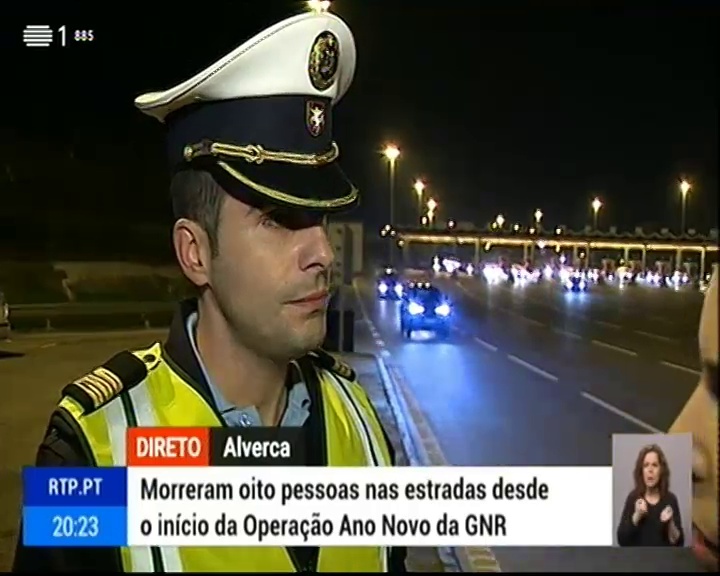 1 885
DIRETO Alverca
RTP.PT
20:23
Morreram oito pessoas nas estradas desde
o início da Operação Ano Novo da GNR